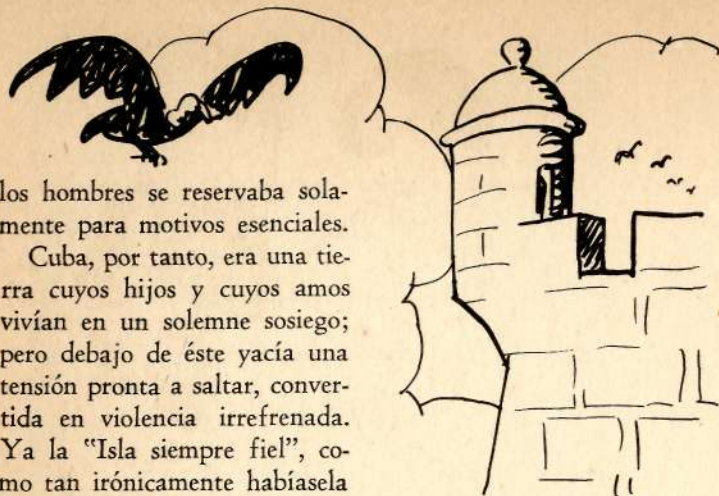 los hombres se reservaba sola-
mente para motivos esenciales.
Cuba, por tanto, era una tie-
rra cuyos hijos y cuyos amos
vivían en un solemne sosiego;
pero debajo de éste yacía una
tensión pronta a saltar, conver-
tida en violencia irrefrenada.
Ya la "Isla siempre fiel", co-
mo tan irónicamente habíasela